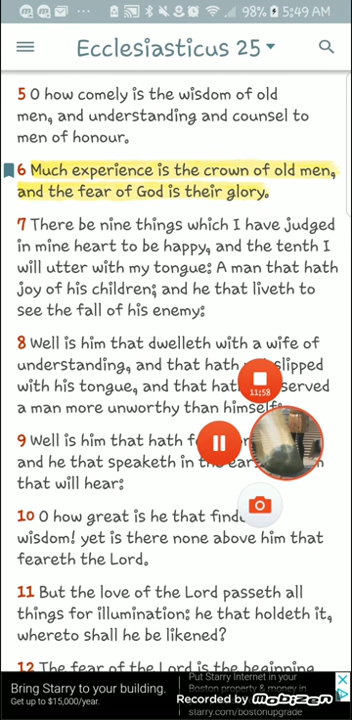 98% 5:49 AM
Ecclesiasticus 25
5 O how comely is the wisdom of old
men, and understanding and counsel to
men of honour.
6 Much experience is the crown of old men,
and the fear of God is their glory.
7 There be nine things which I have judged
in mine heart to be happy, and the tenth I
will utter with my tongue: A man that hath
joy of his children; and he that liveth to
see the fall of his enemy:
8 Well is him that dwelleth with a wife of
understanding, and that hath slipped
with his tongue, and that hat served
a man more unworthy than himself:
11:59
9 Well is him that hath
and he that speaketh in the ears
that will hear:
10 O how great is he that find
wisdom! yet is there none above him that
feareth the Lord.
11 But the love of the Lord passeth all
things for illumination: he that holdeth it,
whereto shall he be likened?
12 The fear of the Lord is the beginning
Bring Starry to your building.
Get up to $15,000/year.
Put Starry Internet in your
Boston property & money in
Recorded by mobizen
starry.com/bostonupgrade